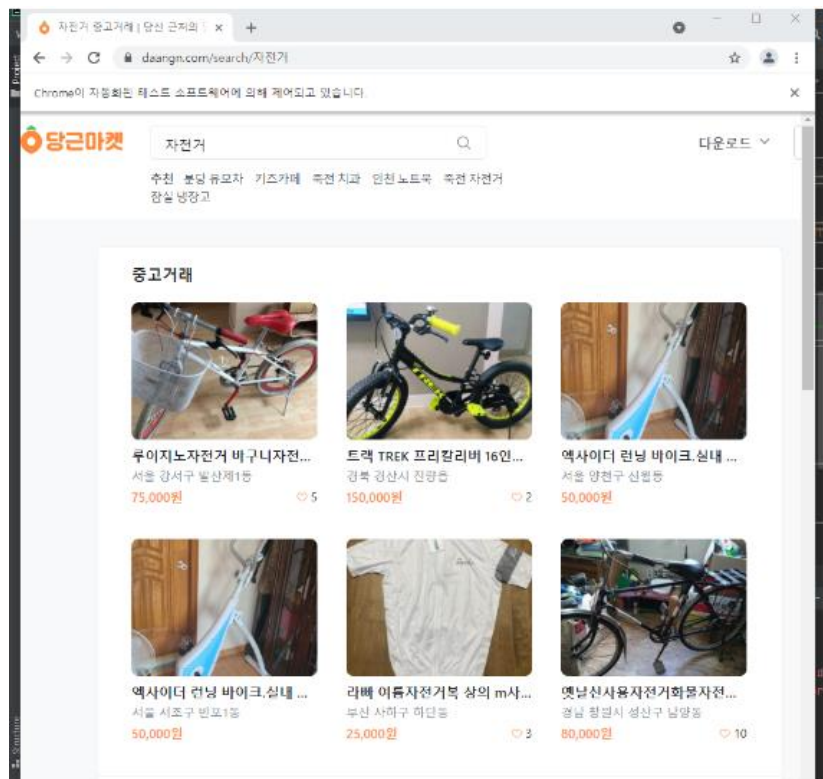 자전거 중고거래 | 당신 근처의
daangn.com/search/자전거
Chrome이 자동화된 테스트 소프트웨어에 의해 제어되고 있습니다.
당근마켓
자전거
다운로드
추천 분당 유모차 키즈카페 죽전 치과 인천 노트북 죽전 자전거
잠실 냉장고
중고거래
루이지노자전거 바구니자전...
서울 강서구 발산제1동
75,000원
5
트랙 TREK 프리칼리버 16인...
경북 경산시 진량읍
150,000원
2
엑사이더 런닝 바이크.실내 ...
서울 양천구 신월동
50,000원
엑사이더 런닝 바이크.실내 ...
서울 서초구 반포1동
50,000원
라빠 여름자전거복 상의 m사...
부산 사하구 하단동
25,000원
3
옛날신사용자전거화물자전...
경남 창원시 성산구 남양동
80,000원
10
Project
Structure
TREK